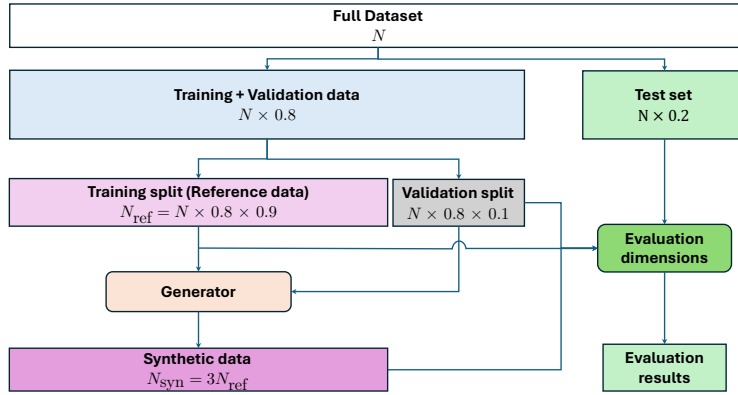 Full Dataset
N
Training + Validation data
N × 0.8
Test set
N × 0.2
Training split (Reference data)
N_ref = N × 0.8 × 0.9
Validation split
N × 0.8 × 0.1
Evaluation
dimensions
Generator
Synthetic data
N_syn = 3N_ref
Evaluation
results